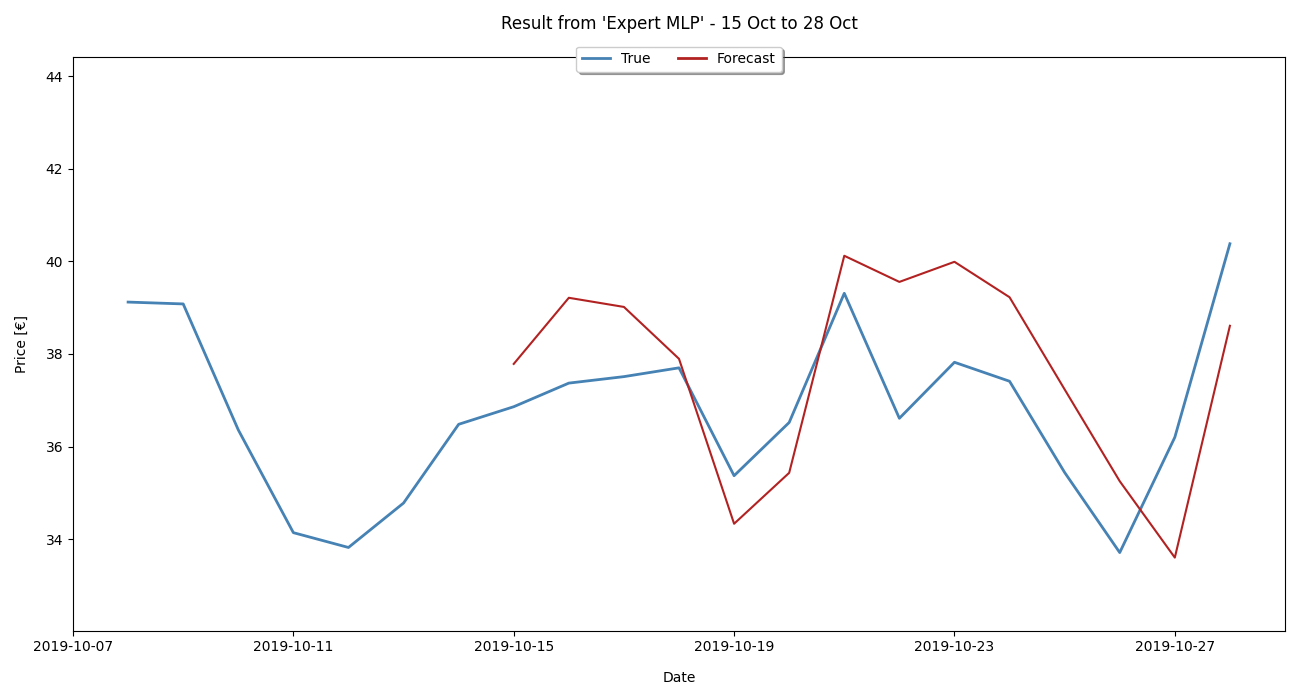 Result from 'Expert MLP' - 15 Oct to 28 Oct
True Forecast
44
42
40
38
36
34
Price [€]
2019-10-07 2019-10-11 2019-10-15 2019-10-19 2019-10-23 2019-10-27
Date